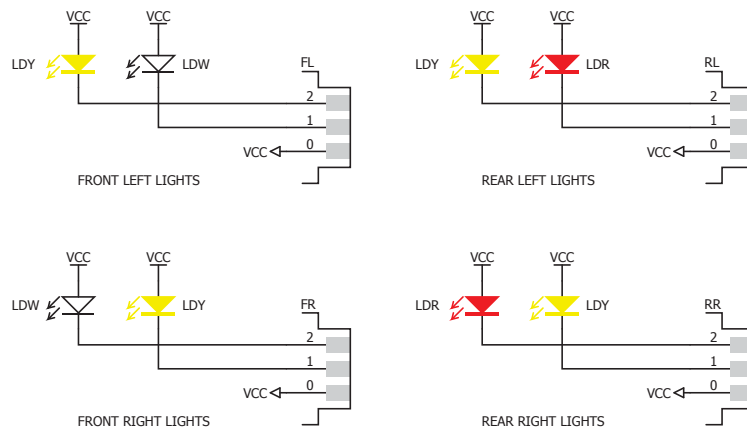 VCC VCC
LDY LDW FL
2
1
VCC 0
FRONT LEFT LIGHTS
VCC VCC
LDY LDR RL
2
1
VCC 0
REAR LEFT LIGHTS
VCC VCC
LDW LDY FR
2
1
VCC 0
FRONT RIGHT LIGHTS
VCC VCC
LDR LDY RR
2
1
VCC 0
REAR RIGHT LIGHTS